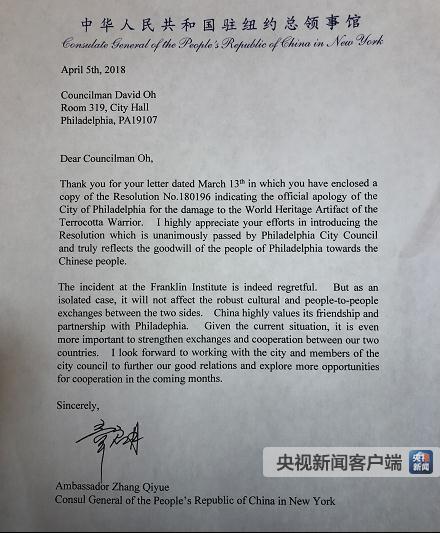 中华人民共和国驻纽约总领事馆
Consulate General of the People's Republic of China in New York
April 5th, 2018
Councilman David Oh
Room 319, City Hall
Philadelphia, PA19107
Dear Councilman Oh,
Thank you for your letter dated March 13th in which you have enclosed a
copy of the Resolution No.180196 indicating the official apology of the
City of Philadelphia for the damage to the World Heritage Artifact of the
Terrocotta Warrior. I highly appreciate your efforts in introducing the
Resolution which is unanimously passed by Philadelphia City Council
and truly reflects the goodwill of the people of Philadelphia towards the
Chinese people.
The incident at the Franklin Institute is indeed regretful. But as an
isolated case, it will not affect the robust cultural and people-to-people
exchanges between the two sides. China highly values its friendship and
partnership with Philadephia. Given the current situation, it is even
more important to strengthen exchanges and cooperation between our two
countries. I look forward to working with the city and members of the
city council to further our good relations and explore more opportunities
for cooperation in the coming months.
Sincerely,
章启月
央视新闻客户端
央视
新闻
Ambassador Zhang Qiyue
Consul General of the People's Republic of China in New York